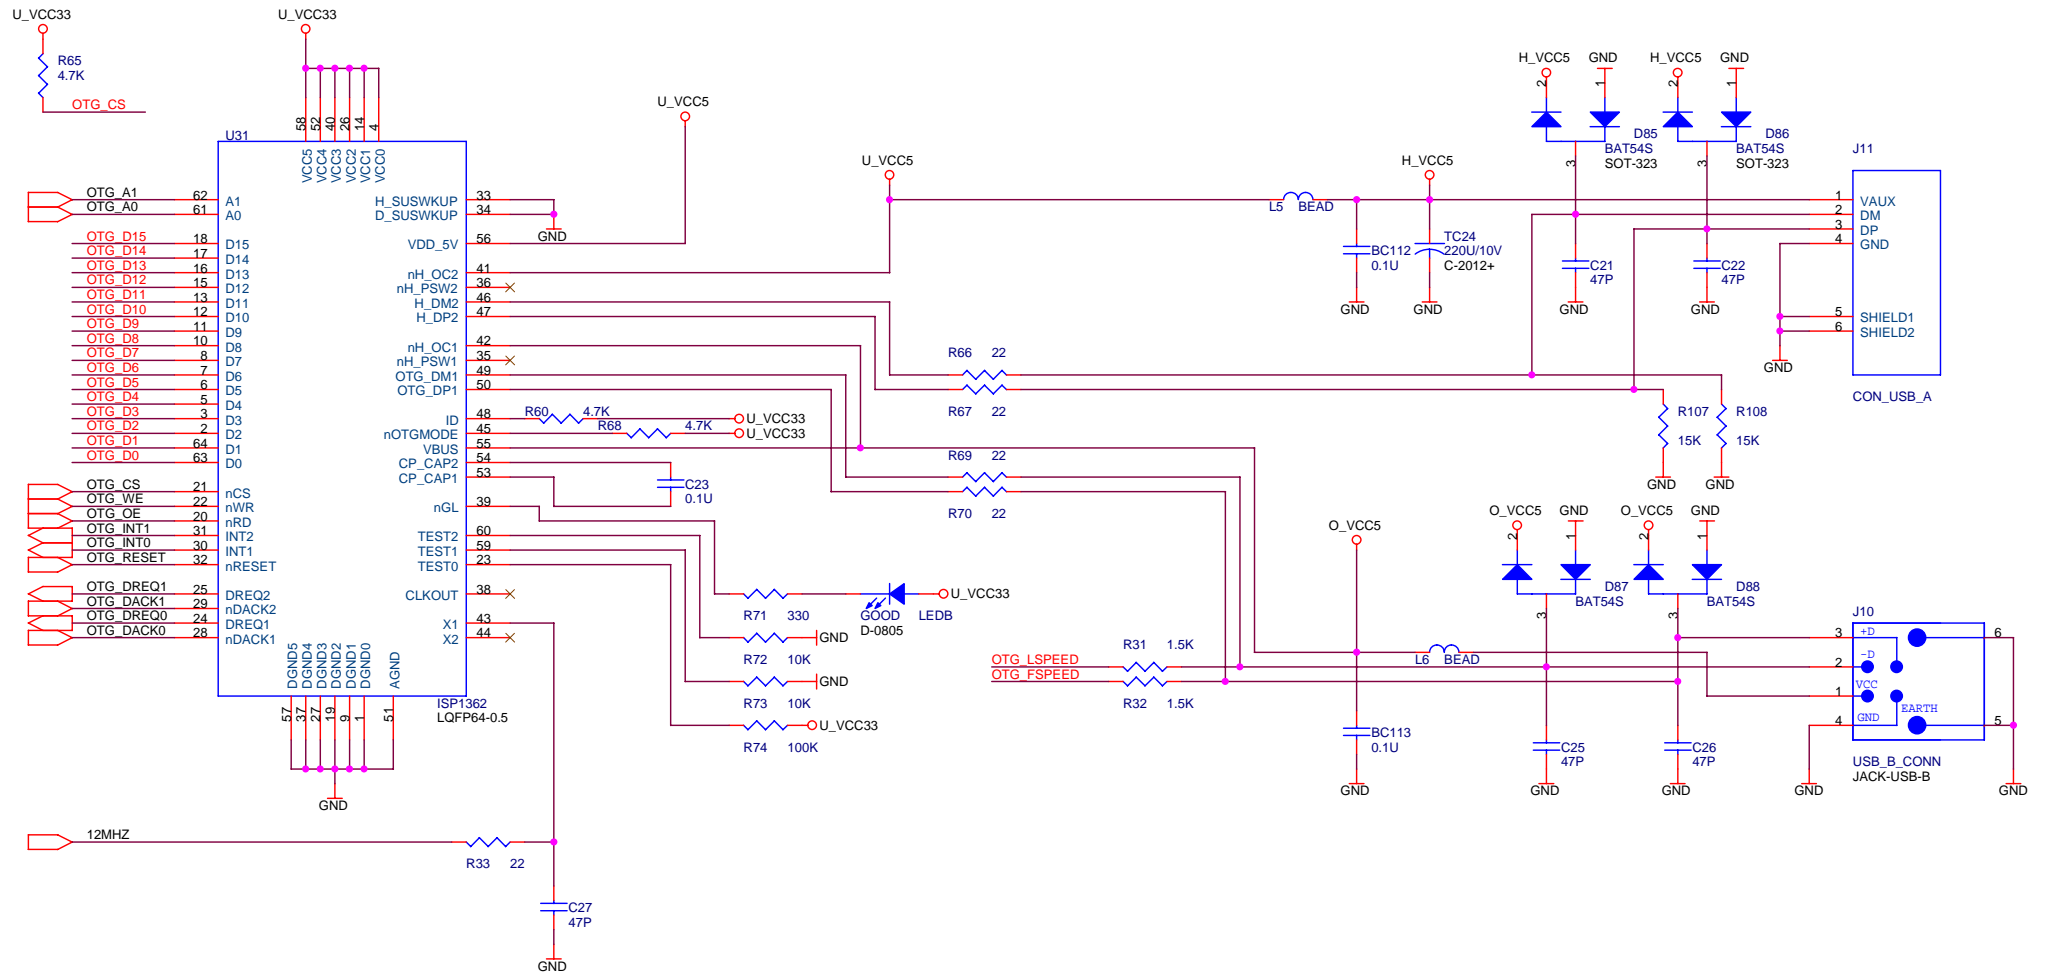 U_VCC33
U_VCC33
R65
4.7K
OTG_CS
U_VCC5
U31
58
52
40
26
14
4
VCC5
VCC4
VCC3
VCC2
VCC1
VCC0
OTG_A1 62 A1
OTG_A0 61 A0
OTG_D15 18 D15
OTG_D14 17 D14
OTG_D13 16 D13
OTG_D12 15 D12
OTG_D11 13 D11
OTG_D10 12 D10
OTG_D9 11 D9
OTG_D8 10 D8
OTG_D7 8 D7
OTG_D6 7 D6
OTG_D5 6 D5
OTG_D4 5 D4
OTG_D3 3 D3
OTG_D2 2 D2
OTG_D1 64 D1
OTG_D0 63 D0
OTG_CS 21 nCS
OTG_WE 22 nWR
OTG_OE 20 nRD
OTG_INT1 31 INT2
OTG_INT0 30 INT1
OTG_RESET 32 nRESET
OTG_DREQ1 25 DREQ2
OTG_DACK1 29 nDACK2
OTG_DREQ0 24 DREQ1
OTG_DACK0 28 nDACK1
H_SUSWKUP 33
D_SUSWKUP 34
GND
VDD_5V 56
nH_OC2 41
nH_PSW2 36
H_DM2 46
H_DP2 47
nH_OC1 42
nH_PSW1 35
OTG_DM1 49
OTG_DP1 50
ID 48
nOTGMODE 45
VBUS 55
CP_CAP2 54
CP_CAP1 53
nGL 39
TEST2 60
TEST1 59
TEST0 23
CLKOUT 38
X1 43
X2 44
DGND5
DGND4
DGND3
DGND2
DGND1
DGND0
AGND
57
37
27
19
9
1
51
ISP1362
LQFP64-0.5
GND
12MHZ
R33 22
C27
47P
GND
R60 4.7K
U_VCC33
R68 4.7K
U_VCC33
C23
0.1U
R71 330
GOOD
D-0805
LEDB
U_VCC33
R72 10K
GND
R73 10K
GND
R74 100K
U_VCC33
U_VCC5
L5 BEAD
H_VCC5
BC112
0.1U
GND
TC24
220U/10V
C-2012+
GND
H_VCC5 GND
2 1
3
D85
BAT54S
SOT-323
H_VCC5 GND
2 1
3
D86
BAT54S
SOT-323
C21
47P
GND
C22
47P
GND
J11
1 VAUX
2 DM
3 DP
4 GND
5 SHIELD1
6 SHIELD2
GND
CON_USB_A
R66 22
R67 22
R107
15K
GND
R108
15K
GND
R69 22
R70 22
O_VCC5
O_VCC5 GND
2 1
3
D87
BAT54S
O_VCC5 GND
2 1
3
D88
BAT54S
OTG_LSPEED
R31 1.5K
OTG_FSPEED
R32 1.5K
L6 BEAD
BC113
0.1U
GND
C25
47P
GND
C26
47P
GND
J10
3 +D
2 -D
1 VCC
4 GND
EARTH
6
5
USB_B_CONN
JACK-USB-B
GND
GND